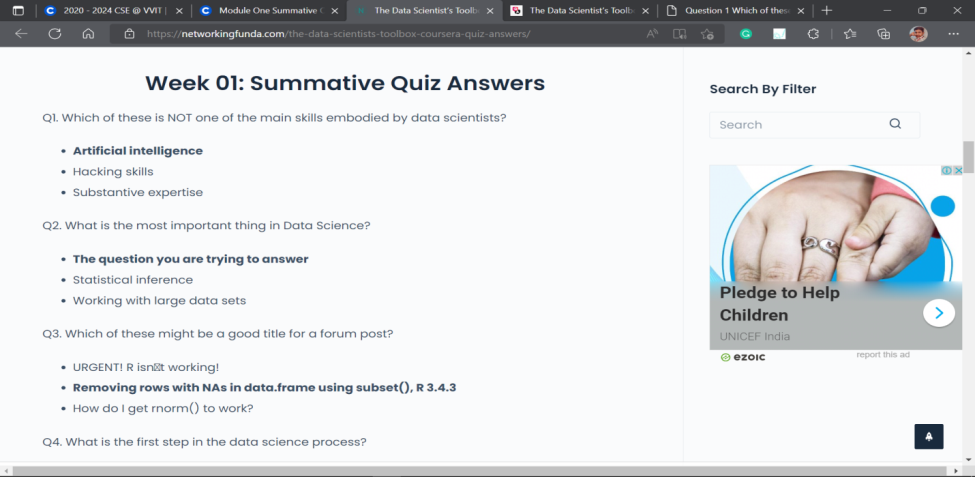 2020 - 2024 CSE @ VVIT |
Module One Summative
The Data Scientist's Toolb
The Data Scientist's Toolb
Question 1 Which of these
https://networkingfunda.com/the-data-scientists-toolbox-coursera-quiz-answers/
Week 01: Summative Quiz Answers
Q1. Which of these is NOT one of the main skills embodied by data scientists?
• Artificial intelligence
• Hacking skills
• Substantive expertise
Q2. What is the most important thing in Data Science?
• The question you are trying to answer
• Statistical inference
• Working with large data sets
Q3. Which of these might be a good title for a forum post?
• URGENT! R isn�t working!
• Removing rows with NAs in data.frame using subset(), R 3.4.3
• How do I get rnorm() to work?
Q4. What is the first step in the data science process?
Search By Filter
Search
Pledge to Help
Children
UNICEF India
ezoic
report this ad